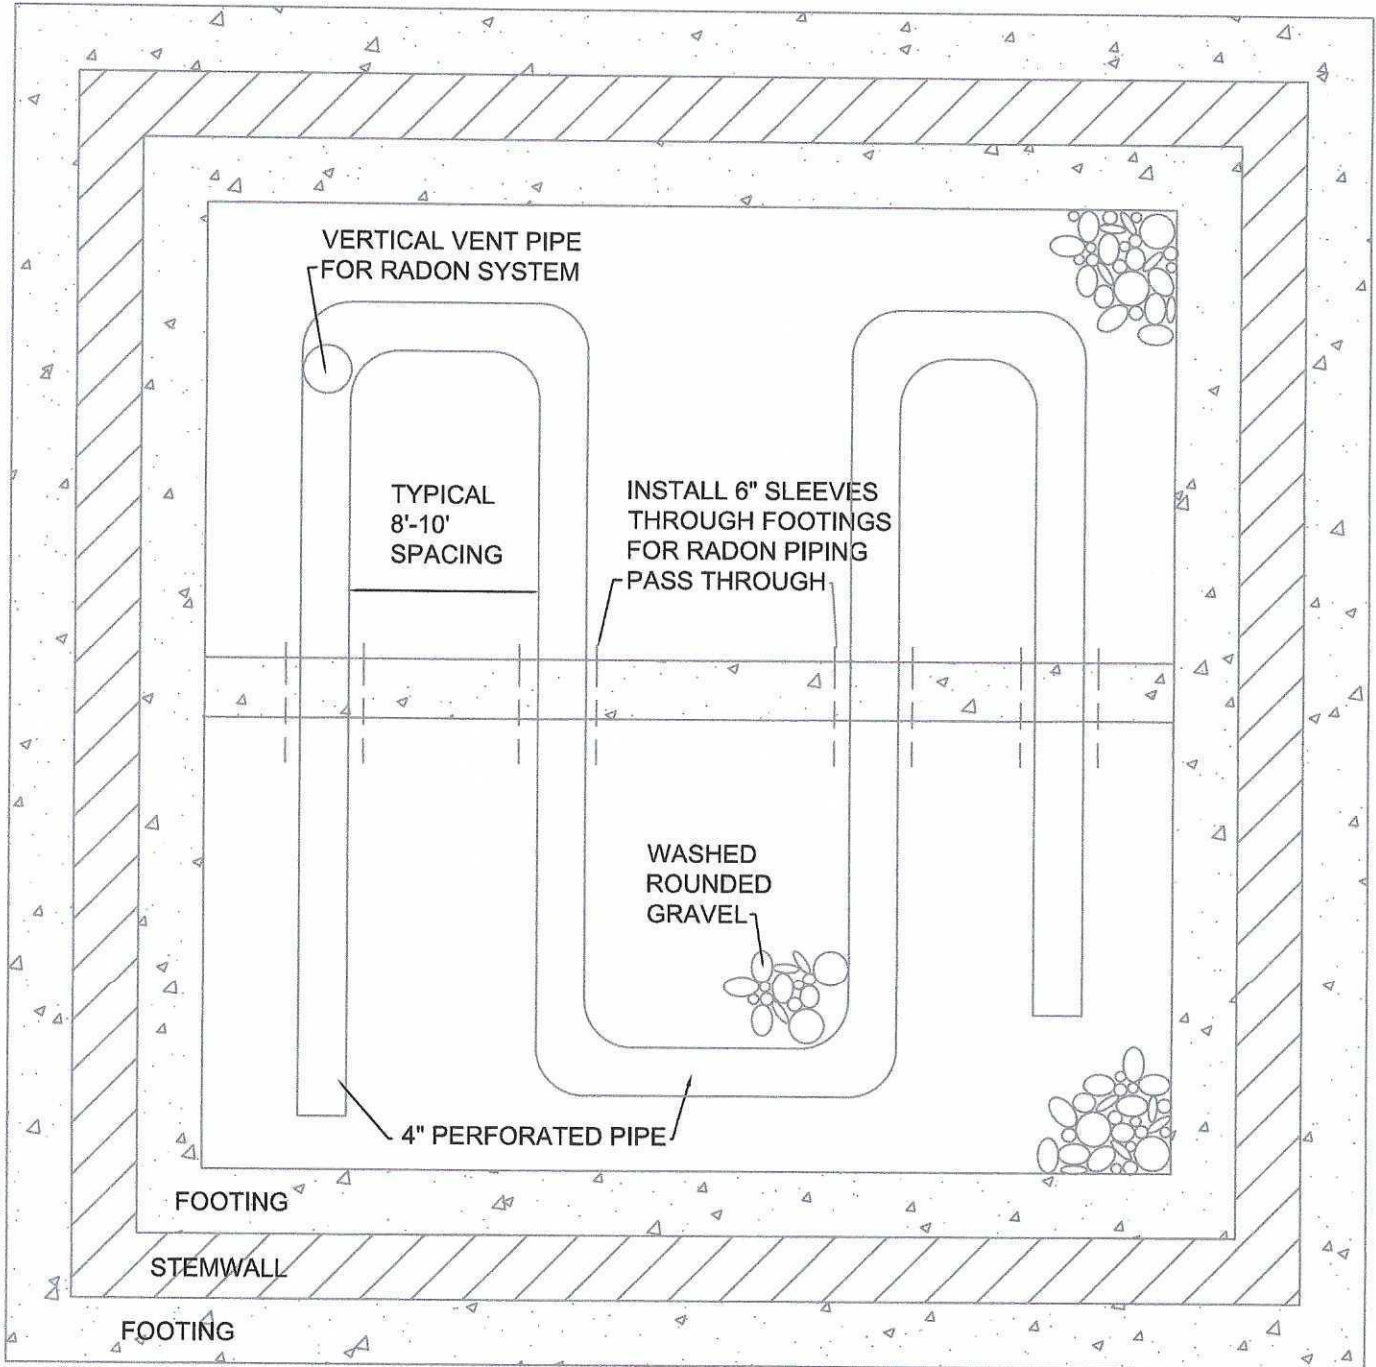 VERTICAL VENT PIPE
FOR RADON SYSTEM
TYPICAL
8'-10'
SPACING
INSTALL 6" SLEEVES
THROUGH FOOTINGS
FOR RADON PIPING
PASS THROUGH
WASHED
ROUNDED
GRAVEL
4" PERFORATED PIPE
FOOTING
STEMWALL
FOOTING